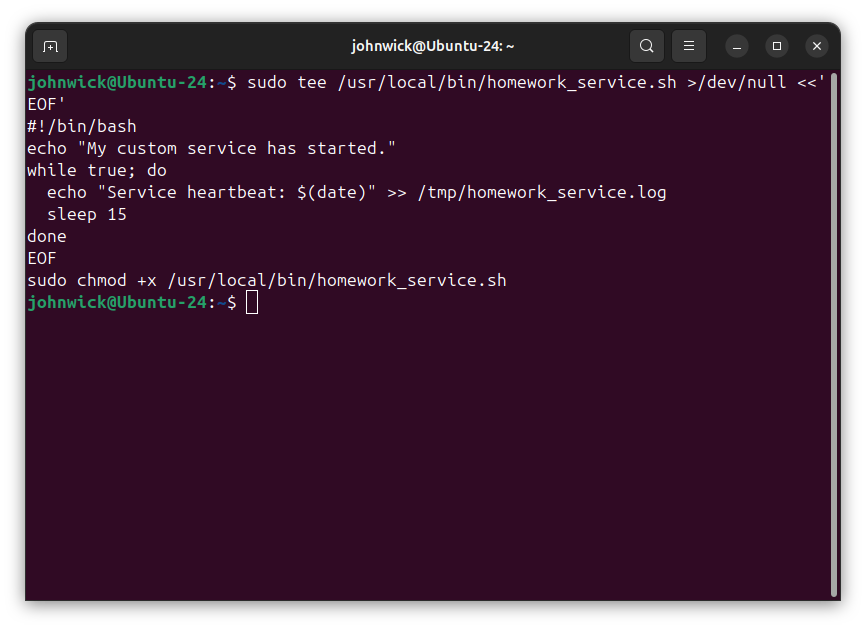 johnwick@Ubuntu-24: ~
johnwick@Ubuntu-24:~$ sudo tee /usr/local/bin/homework_service.sh >/dev/null <<'
EOF'
#!/bin/bash
echo "My custom service has started."
while true; do
  echo "Service heartbeat: $(date)" >> /tmp/homework_service.log
  sleep 15
done
EOF
sudo chmod +x /usr/local/bin/homework_service.sh
johnwick@Ubuntu-24:~$